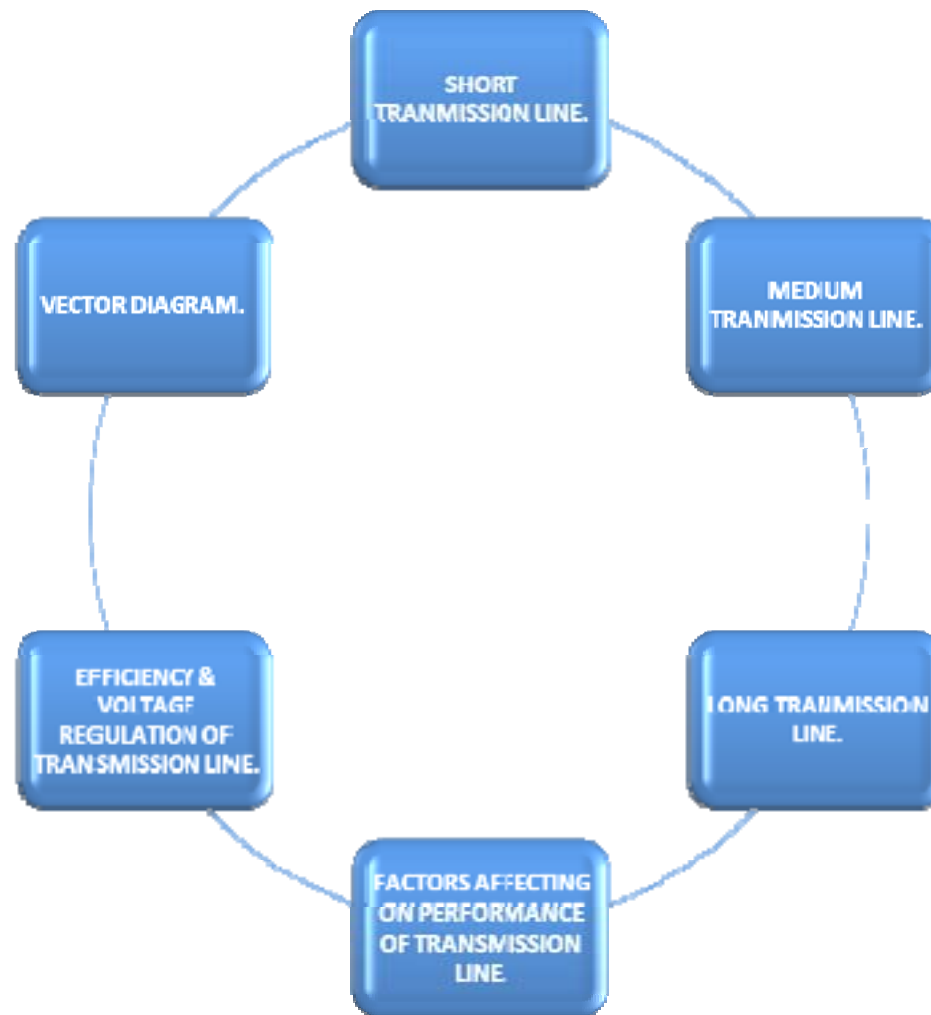 SHORT
TRANMISSION LINE.
MEDIUM
TRANMISSION LINE.
LONG TRANMISSION
LINE.
FACTORS AFFECTING
ON PERFORMANCE
OF TRANSMISSION
LINE.
EFFICIENCY &
VOLTAGE
REGULATION OF
TRANSMISSION LINE.
VECTOR DIAGRAM.